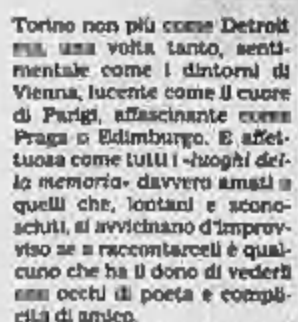 Torino non più come Detroit
ma, una volta tanto, senti-
mentale come i dintorni di
Vienna, lucente come il cuore
di Parigi, affascinante come
Praga o Edimburgo. E affet-
tuosa come tutti i «luoghi del-
la memoria» davvero amati e
quelli che, lontani e scono-
sciuti, si avvicinano d'improv-
viso se a raccontarceli è qual-
cuno che ha il dono di vederli
con occhi di poeta e compli-
cità di amico.